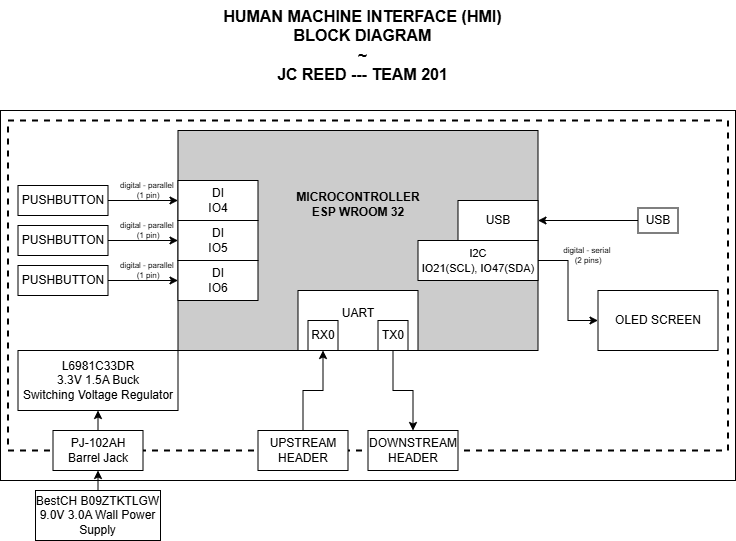 HUMAN MACHINE INTERFACE (HMI)
BLOCK DIAGRAM
~
JC REED --- TEAM 201
MICROCONTROLLER
ESP WROOM 32
PUSHBUTTON
digital - parallel
(1 pin)
DI
IO4
PUSHBUTTON
digital - parallel
(1 pin)
DI
IO5
PUSHBUTTON
digital - parallel
(1 pin)
DI
IO6
USB
USB
I2C
IO21(SCL), IO47(SDA)
digital - serial
(2 pins)
OLED SCREEN
UART
RX0
TX0
L6981C33DR
3.3V 1.5A Buck
Switching Voltage Regulator
PJ-102AH
Barrel Jack
UPSTREAM
HEADER
DOWNSTREAM
HEADER
BestCH B09ZTKTLGW
9.0V 3.0A Wall Power
Supply